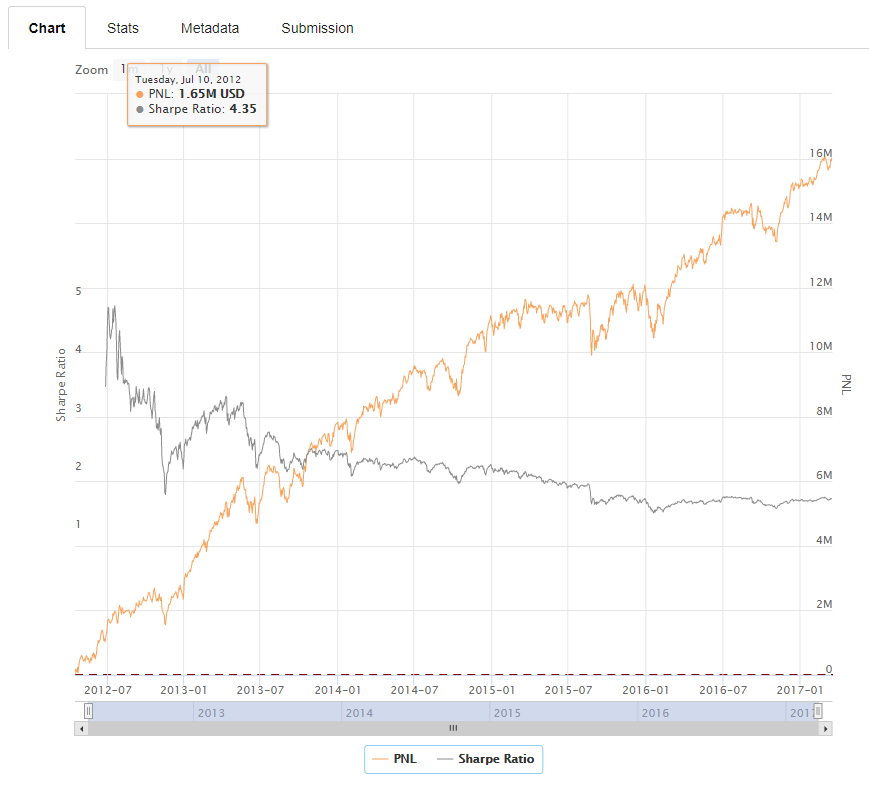 Chart Stats Metadata Submission
Zoom 1m 1y All
Tuesday, Jul 10, 2012
PNL: 1.65M USD
Sharpe Ratio: 4.35
16M
14M
5
12M
4
10M
Sharpe Ratio
PNL
3
8M
2
6M
1
4M
2M
0
2012-07 2013-01 2013-07 2014-01 2014-07 2015-01 2015-07 2016-01 2016-07 2017-01
2013 2014 2015 2016
PNL Sharpe Ratio